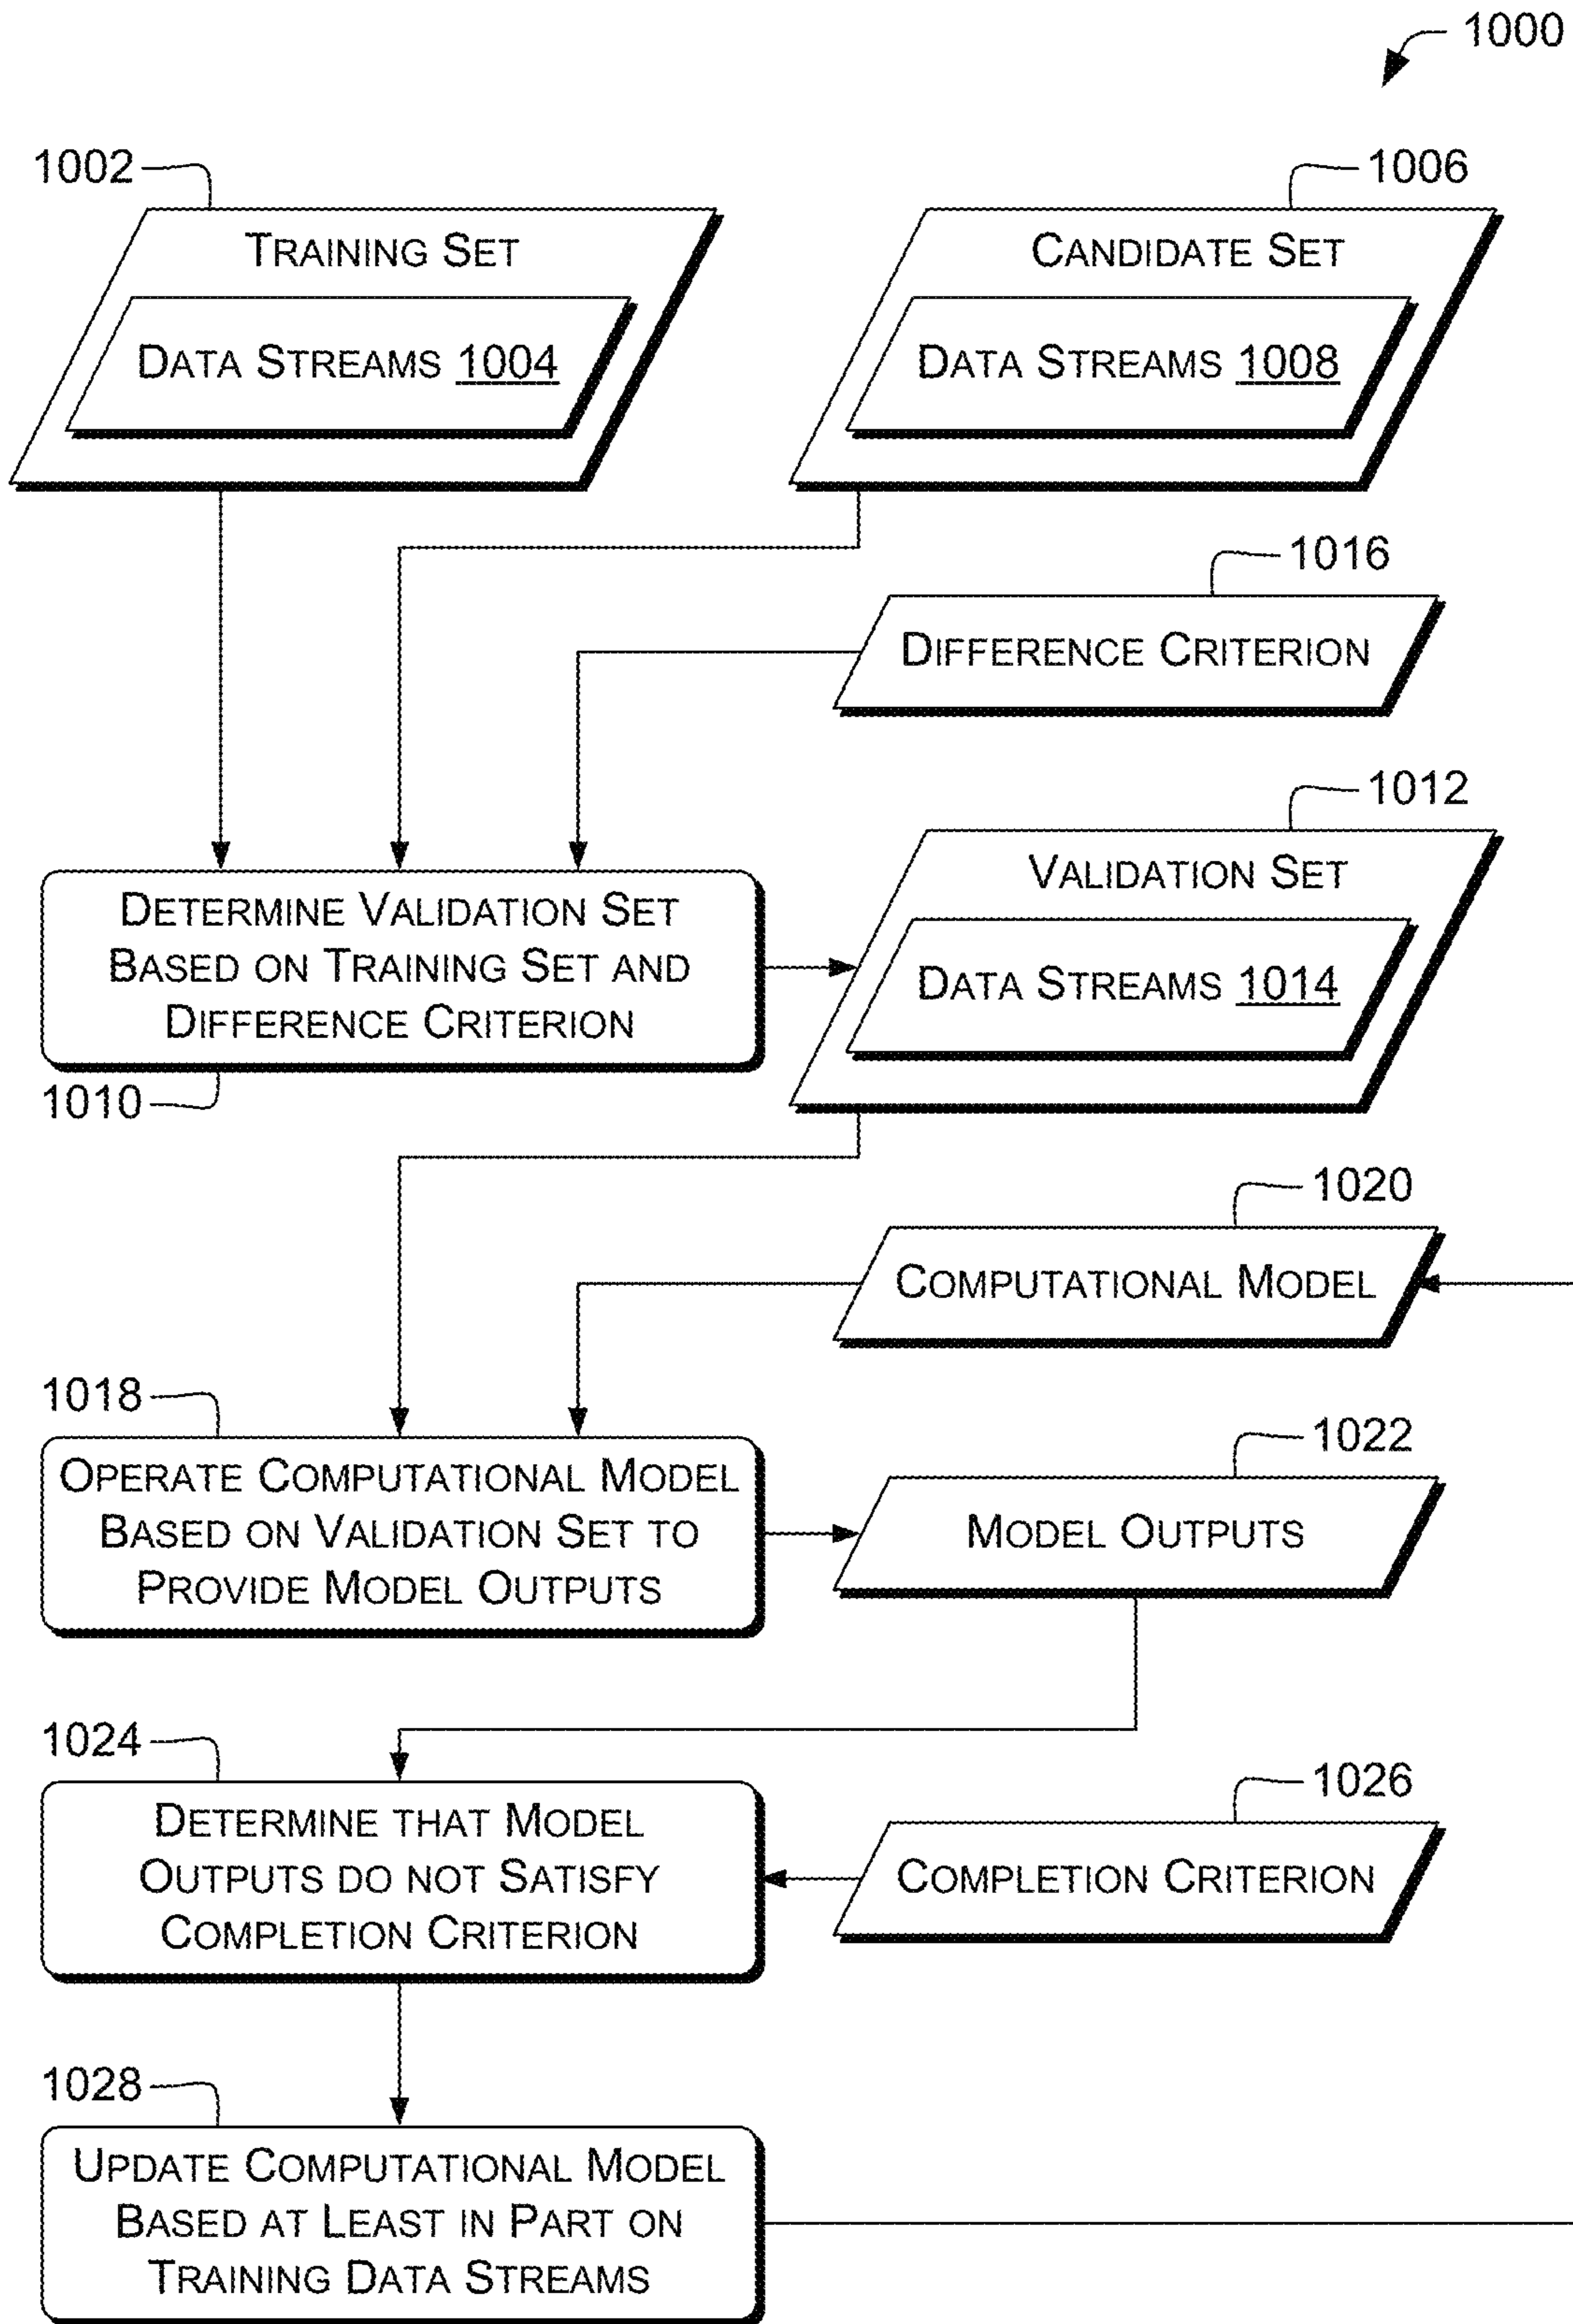 1000
1002
1006
TRAINING SET
CANDIDATE SET
DATA STREAMS 1004
DATA STREAMS 1008
1016
DIFFERENCE CRITERION
1012
VALIDATION SET
DETERMINE VALIDATION SET
BASED ON TRAINING SET AND
DIFFERENCE CRITERION
DATA STREAMS 1014
1010
1020
COMPUTATIONAL MODEL
1018
1022
OPERATE COMPUTATIONAL MODEL
BASED ON VALIDATION SET TO
PROVIDE MODEL OUTPUTS
MODEL OUTPUTS
1024
1026
DETERMINE THAT MODEL
OUTPUTS DO NOT SATISFY
COMPLETION CRITERION
COMPLETION CRITERION
1028
UPDATE COMPUTATIONAL MODEL
BASED AT LEAST IN PART ON
TRAINING DATA STREAMS